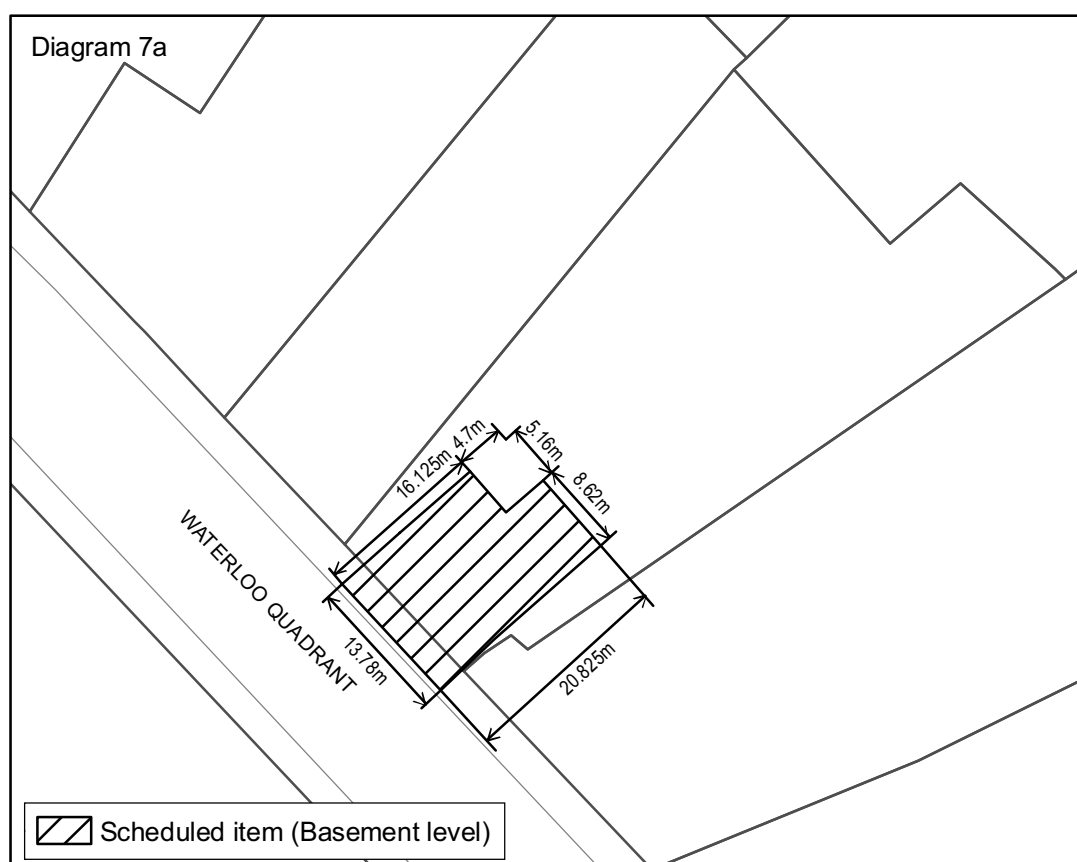 Diagram 7a
4.7m
5.16m
16.125m
8.62m
WATERLOO QUADRANT
13.78m
20.825m
Scheduled item (Basement level)